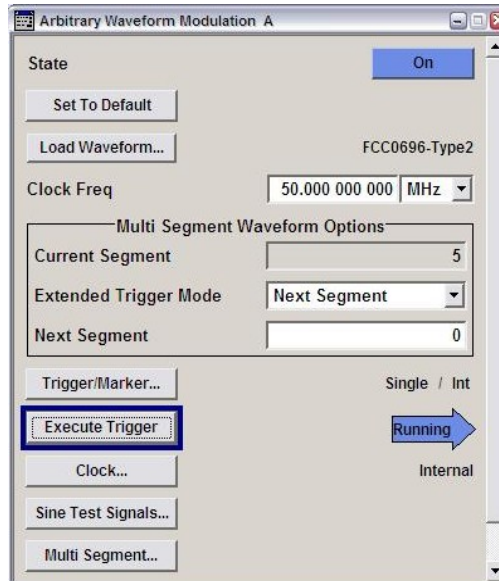 Arbitrary Waveform Modulation A
State On
Set To Default
Load Waveform... FCC0696-Type2
Clock Freq 50.000 000 000 MHz
Multi Segment Waveform Options
Current Segment 5
Extended Trigger Mode Next Segment
Next Segment 0
Trigger/Marker... Single / Int
Execute Trigger Running
Clock... Internal
Sine Test Signals...
Multi Segment...